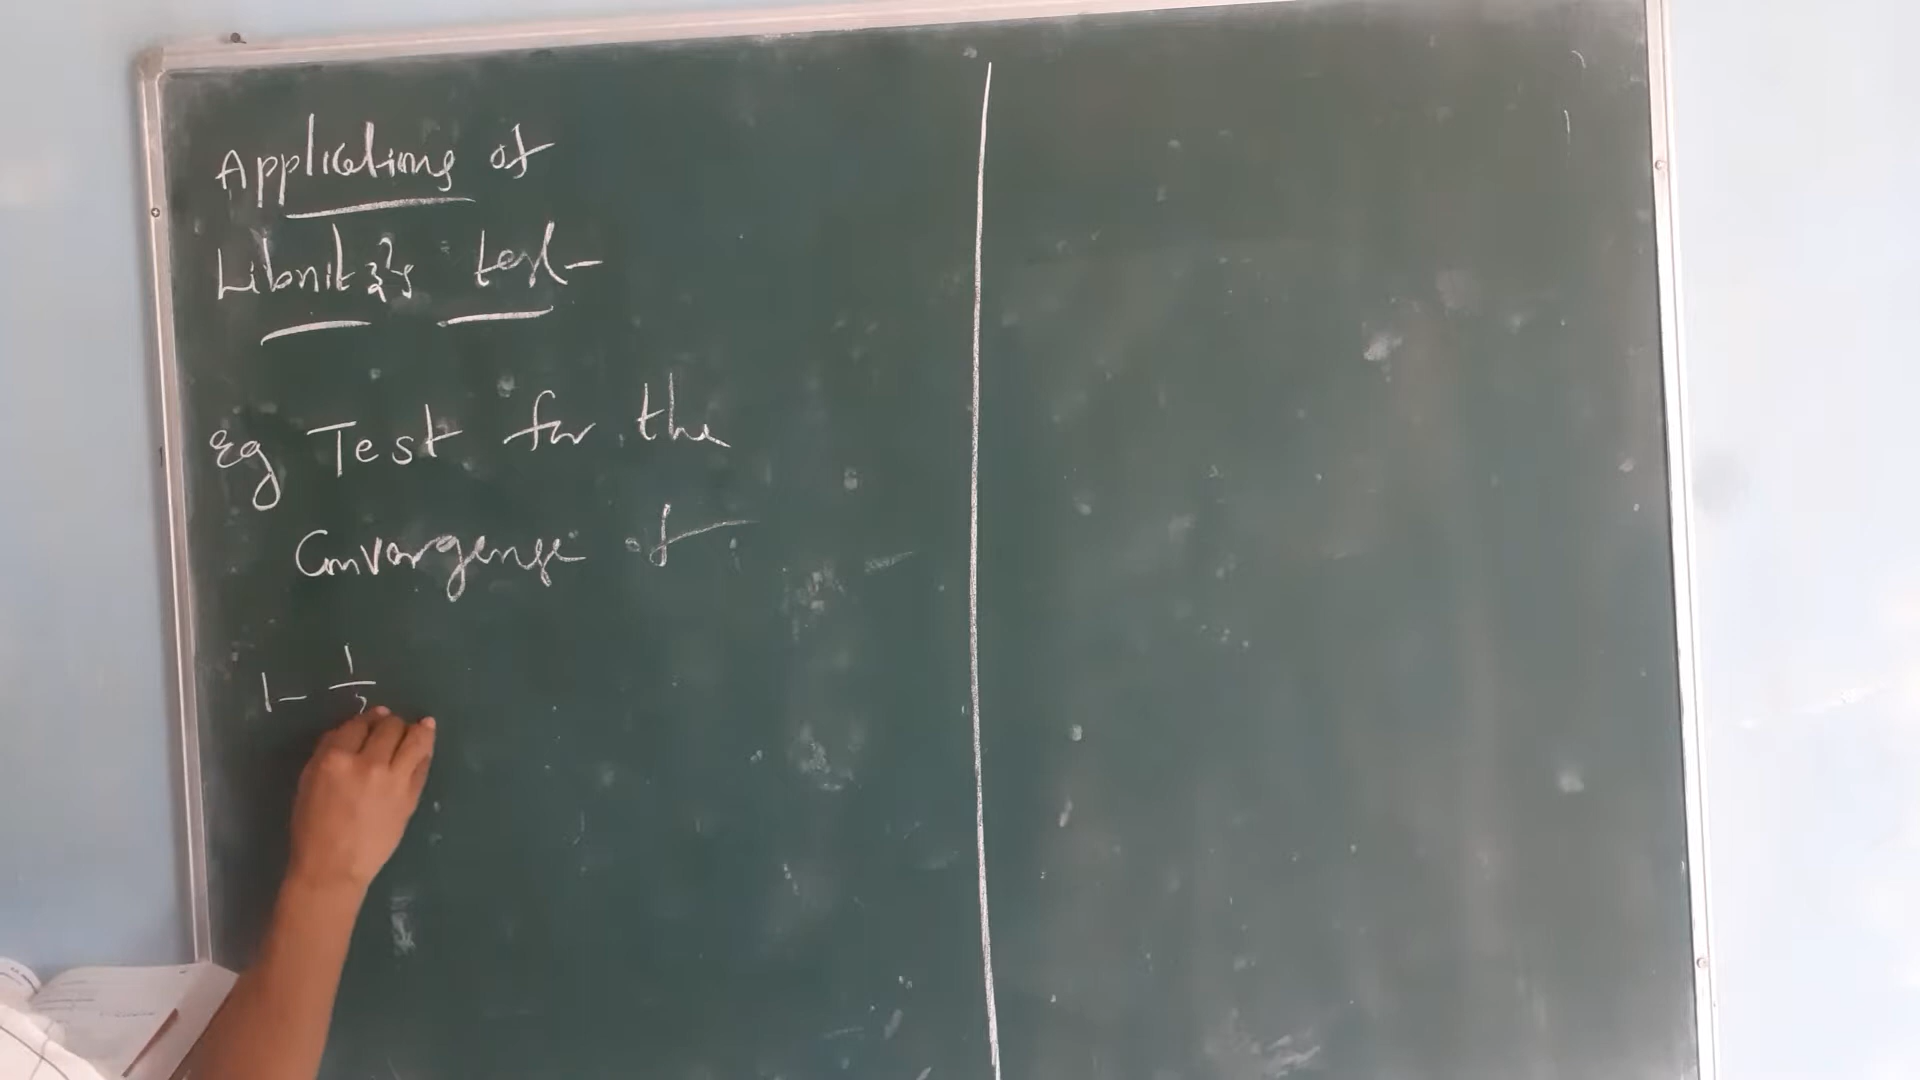 Applications of
Libnitz's test
Eg Test for the
Convergence of
1 - 1/2